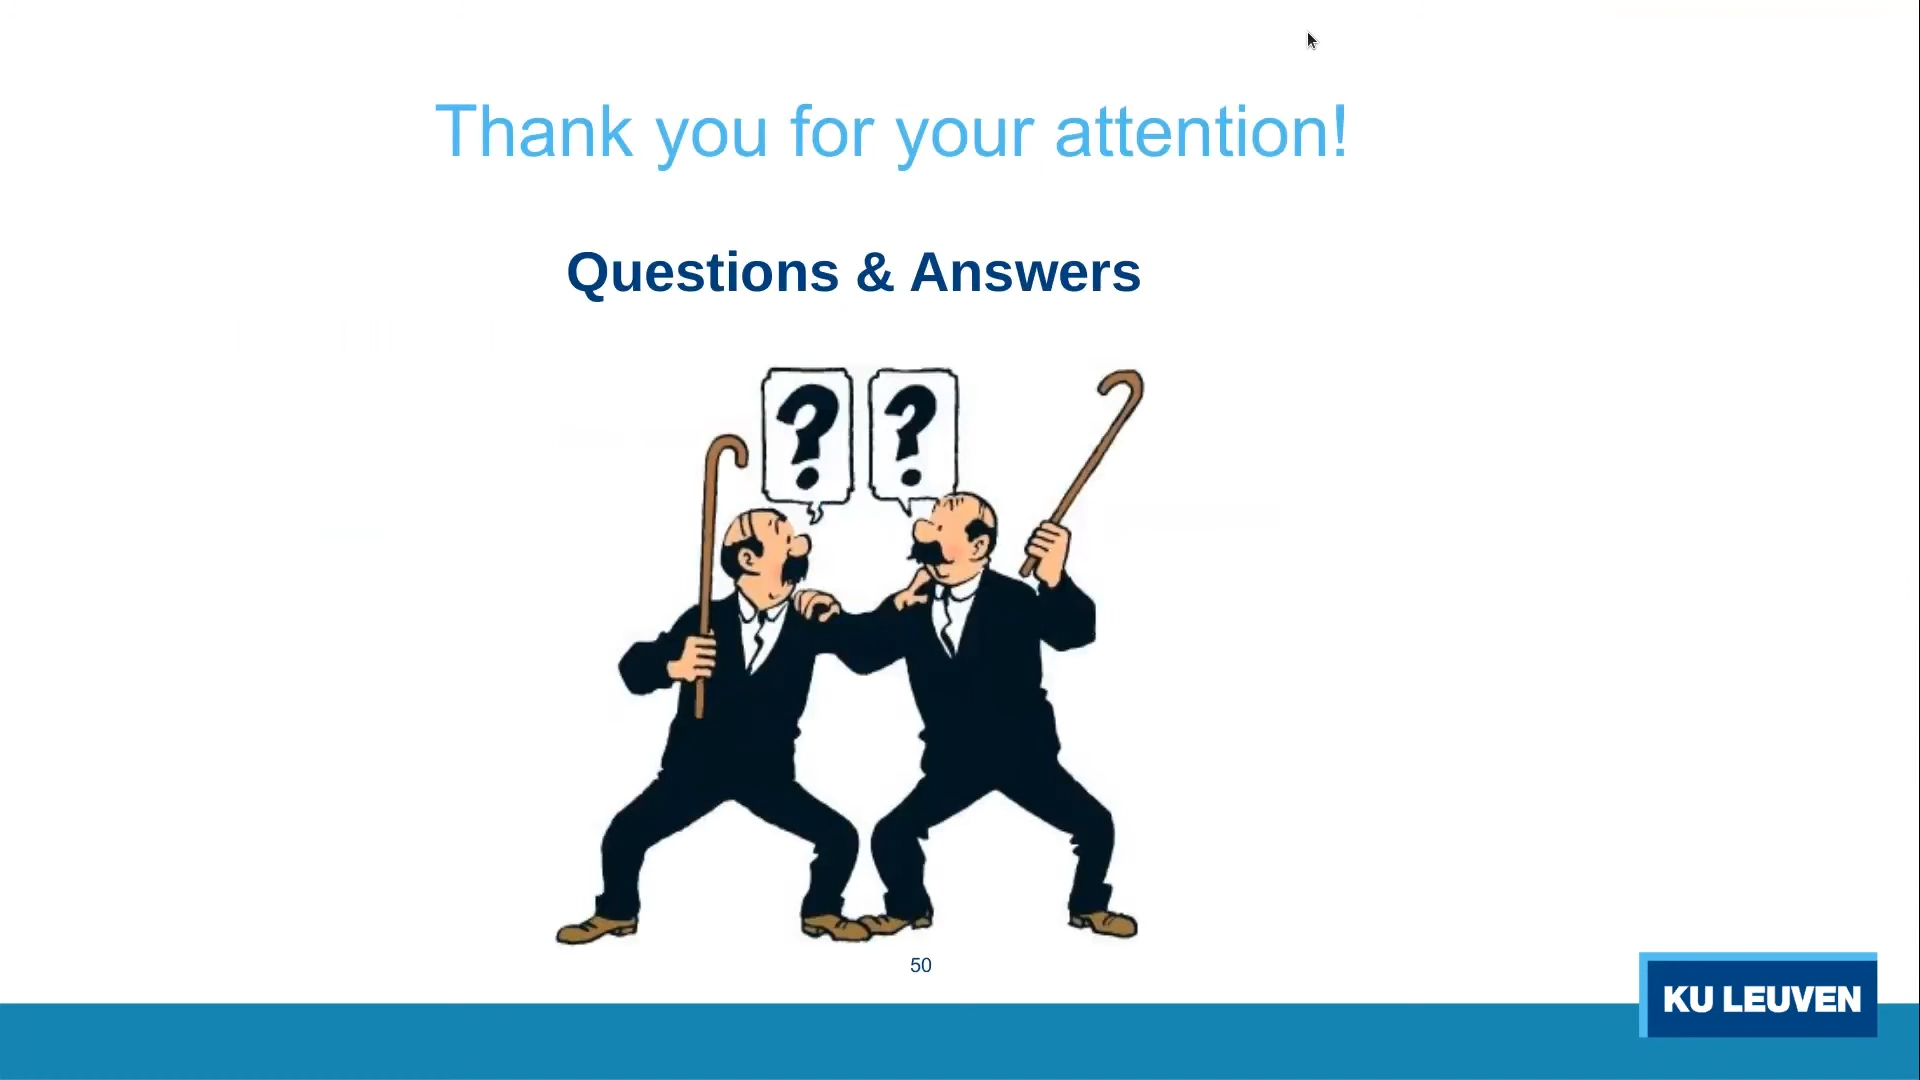 Thank you for your attention!
Questions & Answers
? ?
50
KU LEUVEN